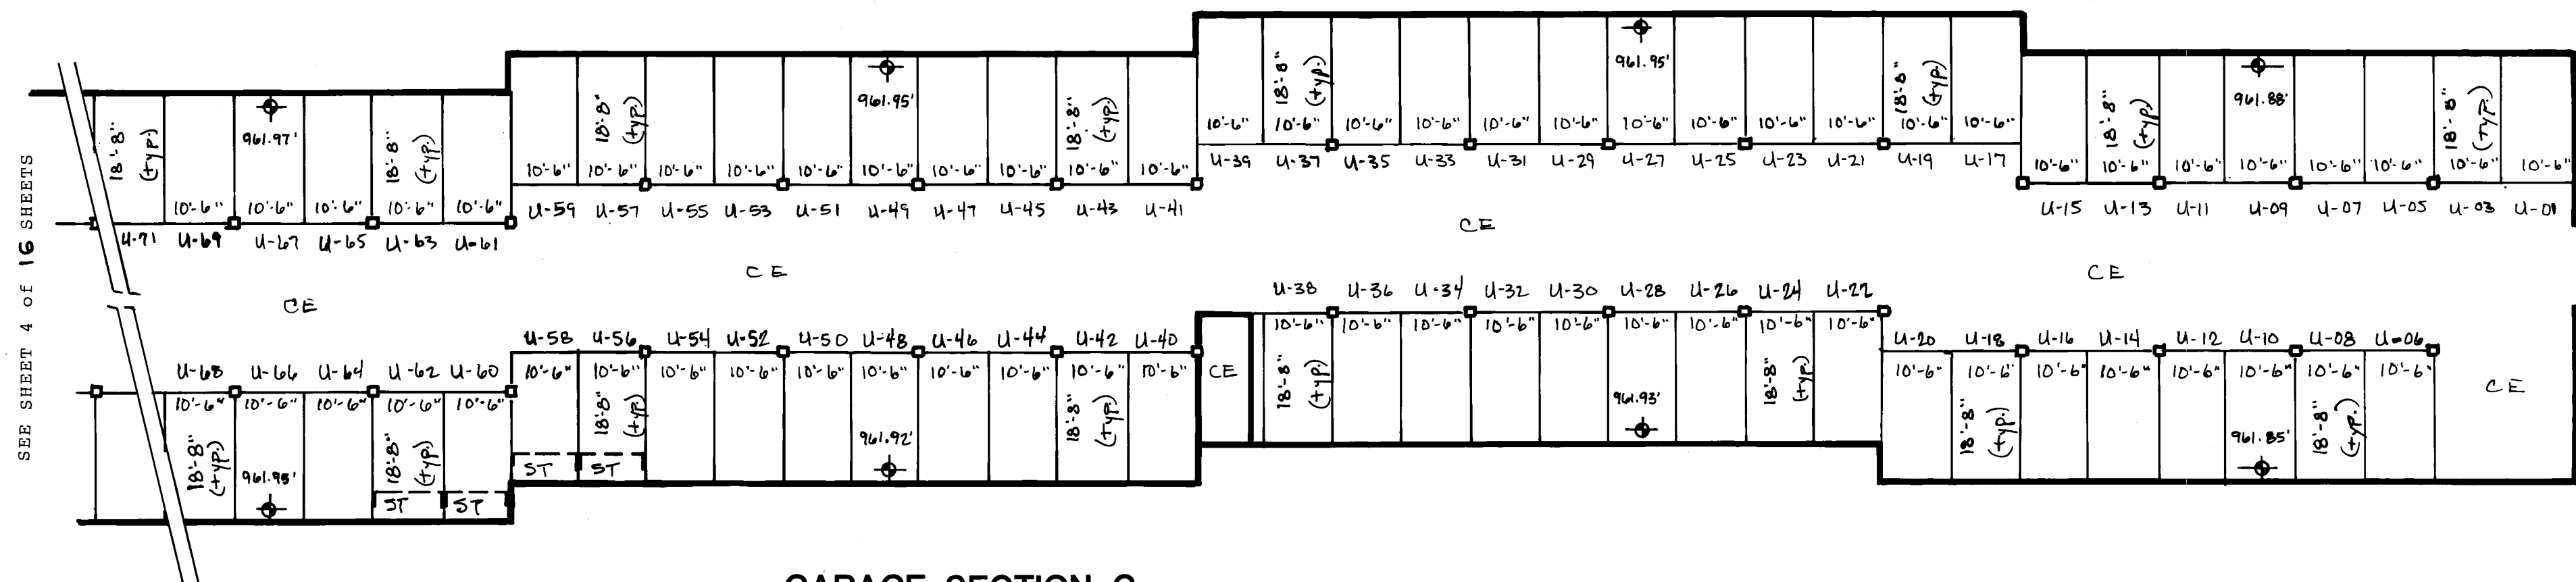 SEE SHEET 4 of 16 SHEETS
18'-8" (typ.) 961.97' 18'-8" (typ.)
10'-6" 10'-6" 10'-6" 10'-6" 10'-6"
U-71 U-69 U-67 U-65 U-63 U-61
18'-8" (typ.) 961.95' 18'-8" (typ.)
10'-6" 10'-6" 10'-6" 10'-6" 10'-6" 10'-6" 10'-6" 10'-6" 10'-6" 10'-6"
U-59 U-57 U-55 U-53 U-51 U-49 U-47 U-45 U-43 U-41
18'-8" (typ.) 961.95' 18'-8" (typ.)
10'-6" 10'-6" 10'-6" 10'-6" 10'-6" 10'-6" 10'-6" 10'-6" 10'-6" 10'-6" 10'-6" 10'-6"
U-39 U-37 U-35 U-33 U-31 U-29 U-27 U-25 U-23 U-21 U-19 U-17
18'-8" (typ.) 961.88' 18'-8" (typ.)
10'-6" 10'-6" 10'-6" 10'-6" 10'-6" 10'-6" 10'-6" 10'-6"
U-15 U-13 U-11 U-09 U-07 U-05 U-03 U-01
CE CE CE CE
U-68 U-66 U-64 U-62 U-60
10'-6" 10'-6" 10'-6" 10'-6" 10'-6"
18'-8" (typ.) 961.95' 18'-8" (typ.)
ST ST
U-58 U-56 U-54 U-52 U-50 U-48 U-46 U-44 U-42 U-40
10'-6" 10'-6" 10'-6" 10'-6" 10'-6" 10'-6" 10'-6" 10'-6" 10'-6" 10'-6"
18'-8" (typ.) 961.92' 18'-8" (typ.)
ST ST
CE
U-38 U-36 U-34 U-32 U-30 U-28 U-26 U-24 U-22
10'-6" 10'-6" 10'-6" 10'-6" 10'-6" 10'-6" 10'-6" 10'-6" 10'-6"
18'-8" (typ.) 961.93' 18'-8" (typ.)
U-20 U-18 U-16 U-14 U-12 U-10 U-08 U-06
10'-6" 10'-6" 10'-6" 10'-6" 10'-6" 10'-6" 10'-6" 10'-6"
18'-8" (typ.) 961.85' 18'-8" (typ.)
CE
GARAGE SECTION C